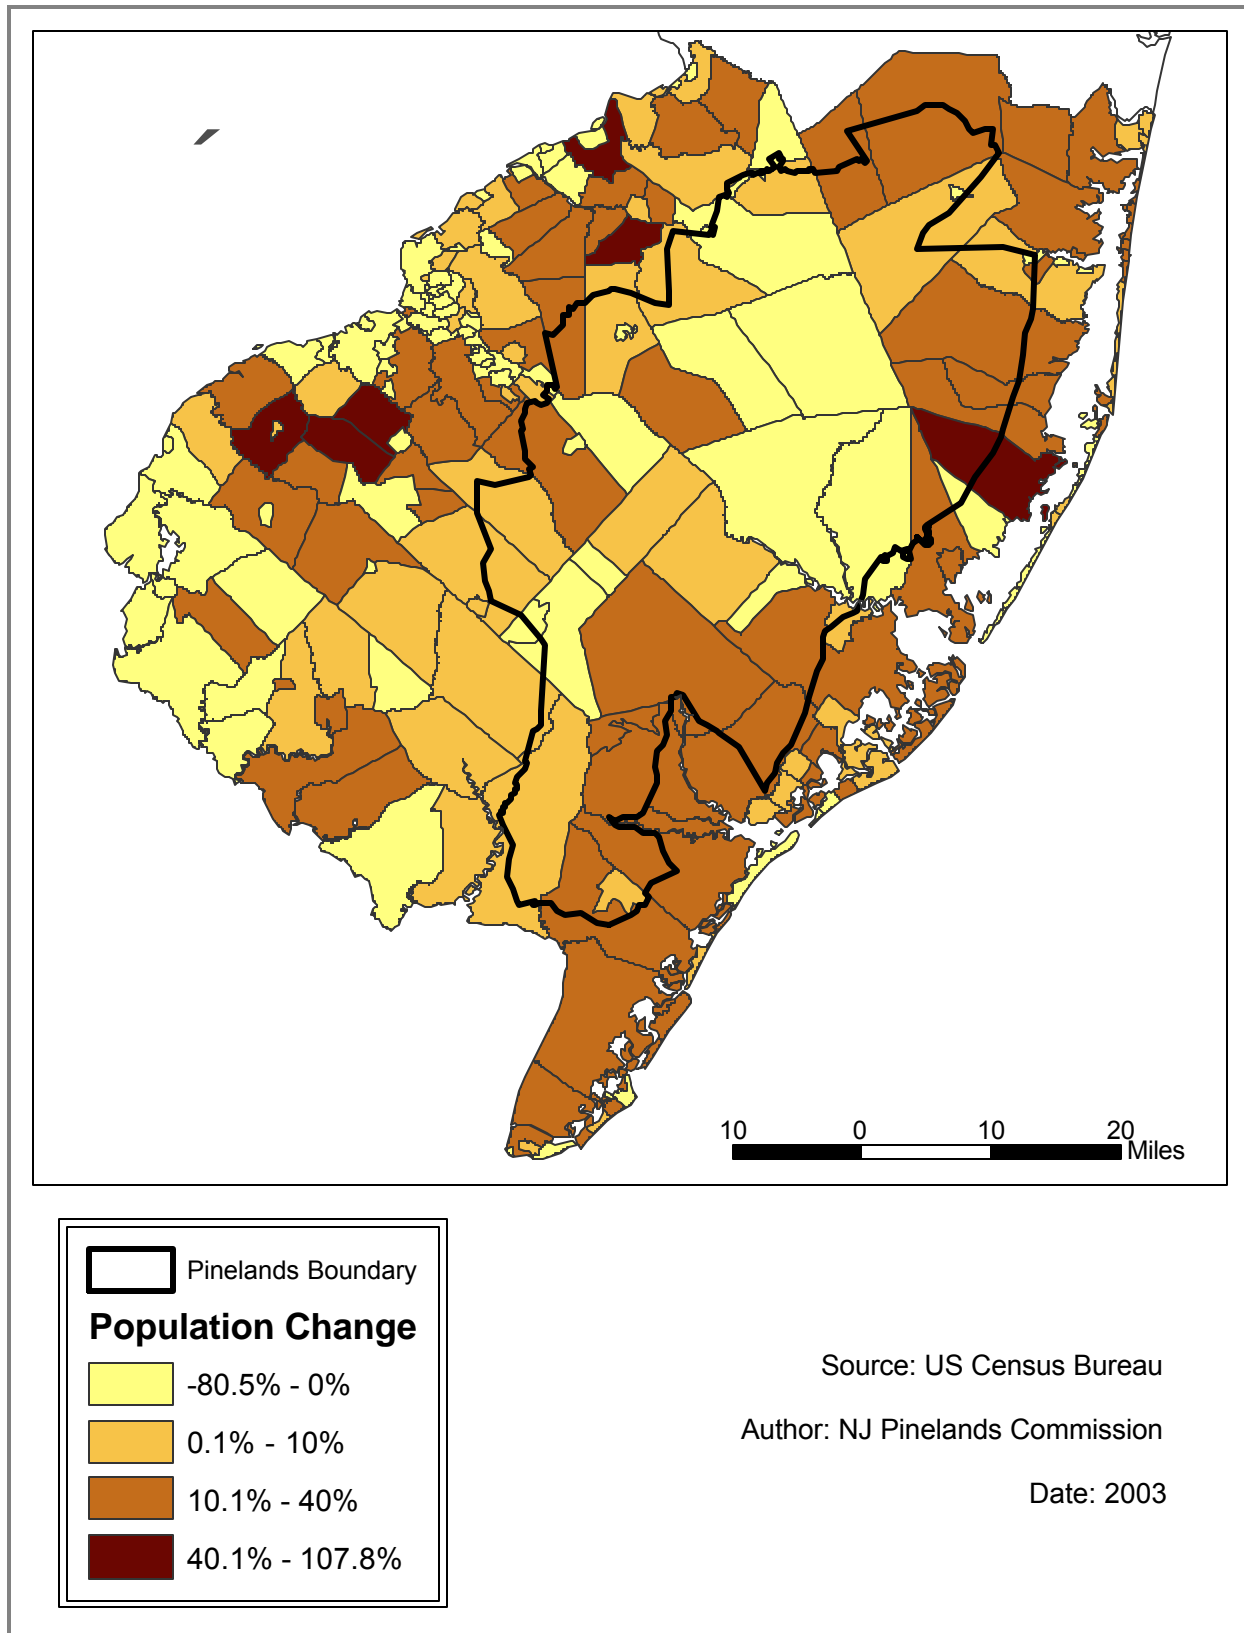 10 0 10 20
Miles
Pinelands Boundary
Population Change
-80.5% - 0%
0.1% - 10%
10.1% - 40%
40.1% - 107.8%
Source: US Census Bureau
Author: NJ Pinelands Commission
Date: 2003